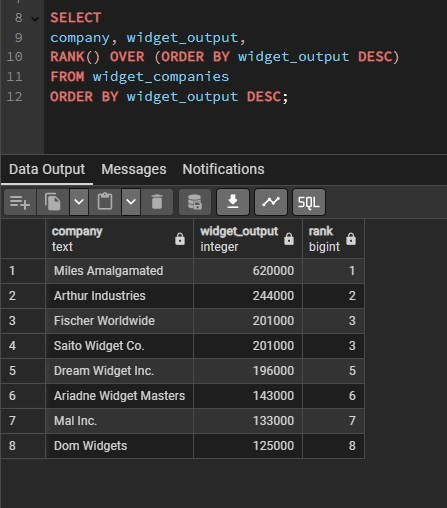 8 SELECT
9 company, widget_output,
10 RANK() OVER (ORDER BY widget_output DESC)
11 FROM widget_companies
12 ORDER BY widget_output DESC;
Data Output Messages Notifications
SQL
company widget_output rank
text integer bigint
1 Miles Amalgamated 620000 1
2 Arthur Industries 244000 2
3 Fischer Worldwide 201000 3
4 Saito Widget Co. 201000 3
5 Dream Widget Inc. 196000 5
6 Ariadne Widget Masters 143000 6
7 Mal Inc. 133000 7
8 Dom Widgets 125000 8